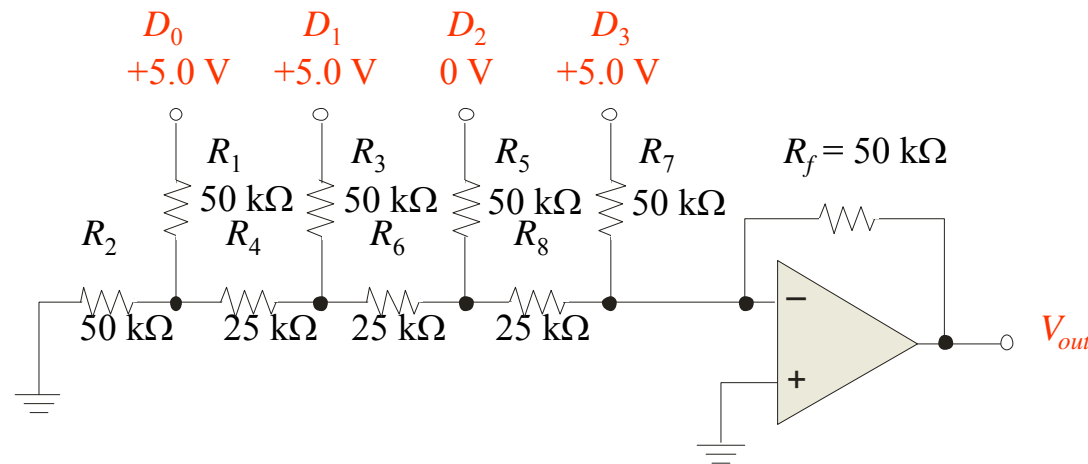 D0 D1 D2 D3
+5.0 V +5.0 V 0 V +5.0 V
R1 R3 R5 R7 Rf = 50 kΩ
50 kΩ 50 kΩ 50 kΩ 50 kΩ
R2 R4 R6 R8
50 kΩ 25 kΩ 25 kΩ 25 kΩ
−
+
Vout